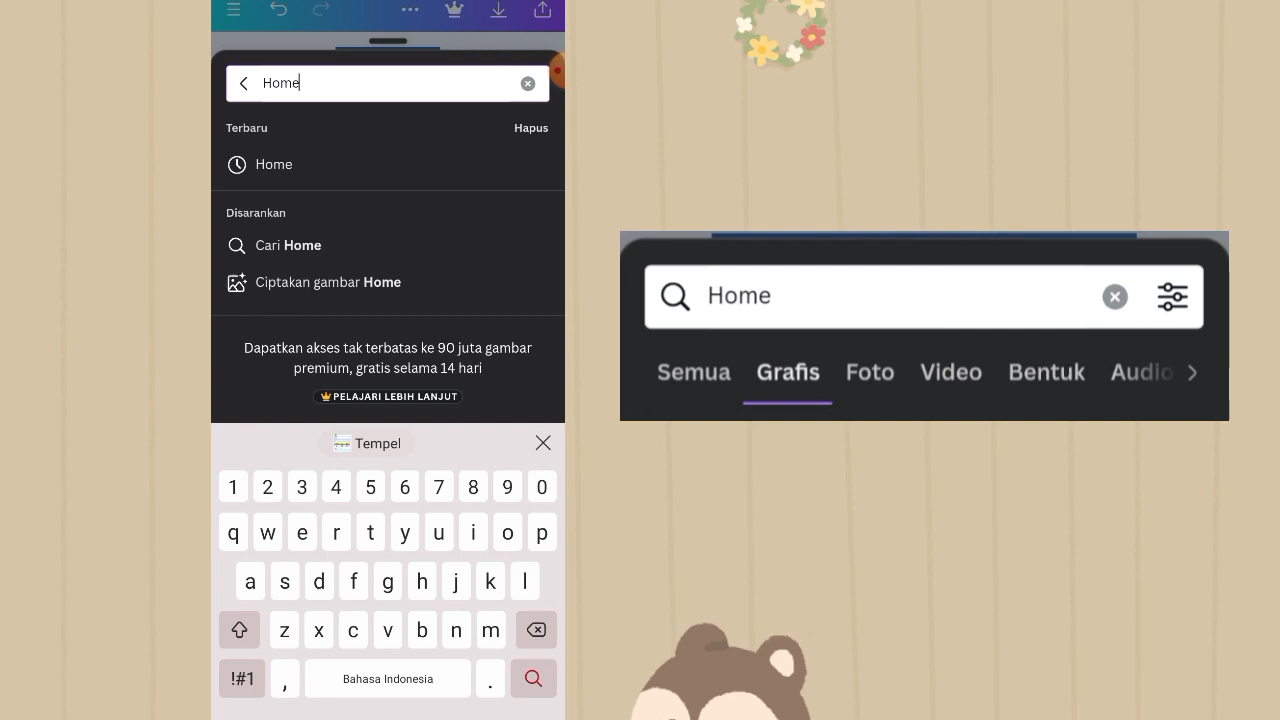 Home
Terbaru Hapus
Home
Disarankan
Cari Home
Ciptakan gambar Home
Dapatkan akses tak terbatas ke 90 juta gambar
premium, gratis selama 14 hari
PELAJARI LEBIH LANJUT
Tempel
1 2 3 4 5 6 7 8 9 0
q w e r t y u i o p
a s d f g h j k l
z x c v b n m
!#1 , Bahasa Indonesia .
Home
Semua Grafis Foto Video Bentuk Audio